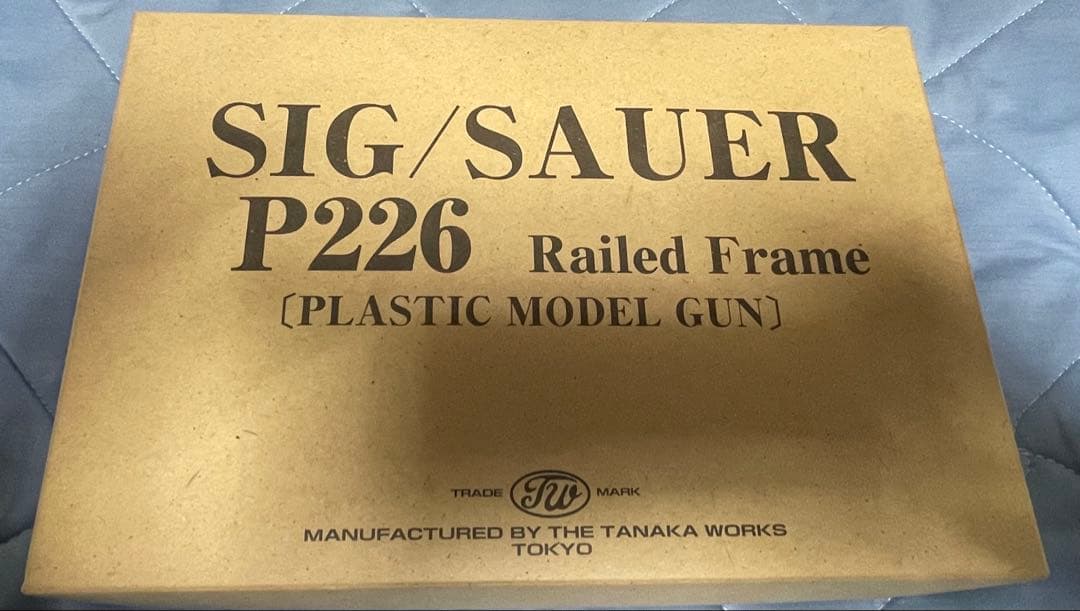 SIG/SAUER
P226 Railed Frame
〔PLASTIC MODEL GUN〕
TRADE TW MARK
MANUFACTURED BY THE TANAKA WORKS
TOKYO